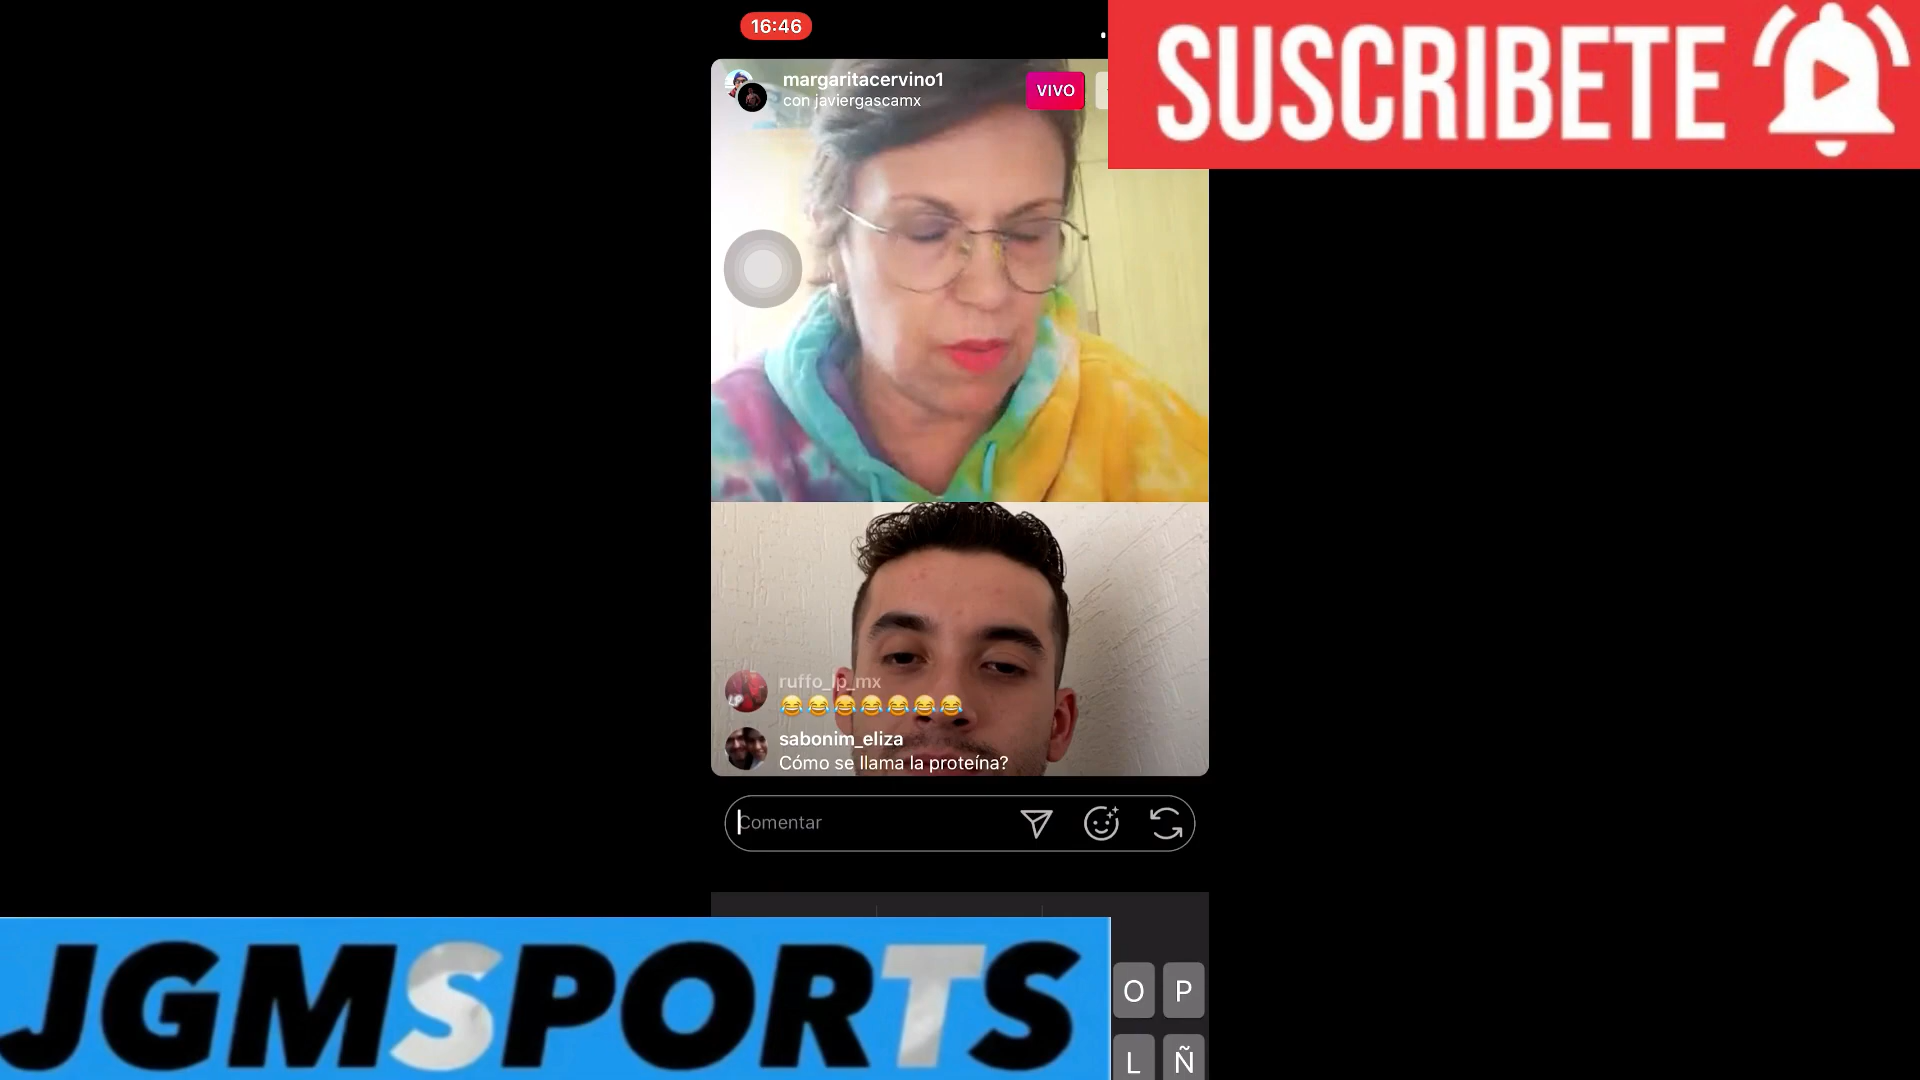 16:46
SUSCRIBETE
margaritacervino1
con javiergascamx
VIVO
ruffo_lp_mx
😂😂😂😂😂😂😂
sabonim_eliza
Cómo se llama la proteína?
Comentar
JGMSPORTS
O P
L Ñ